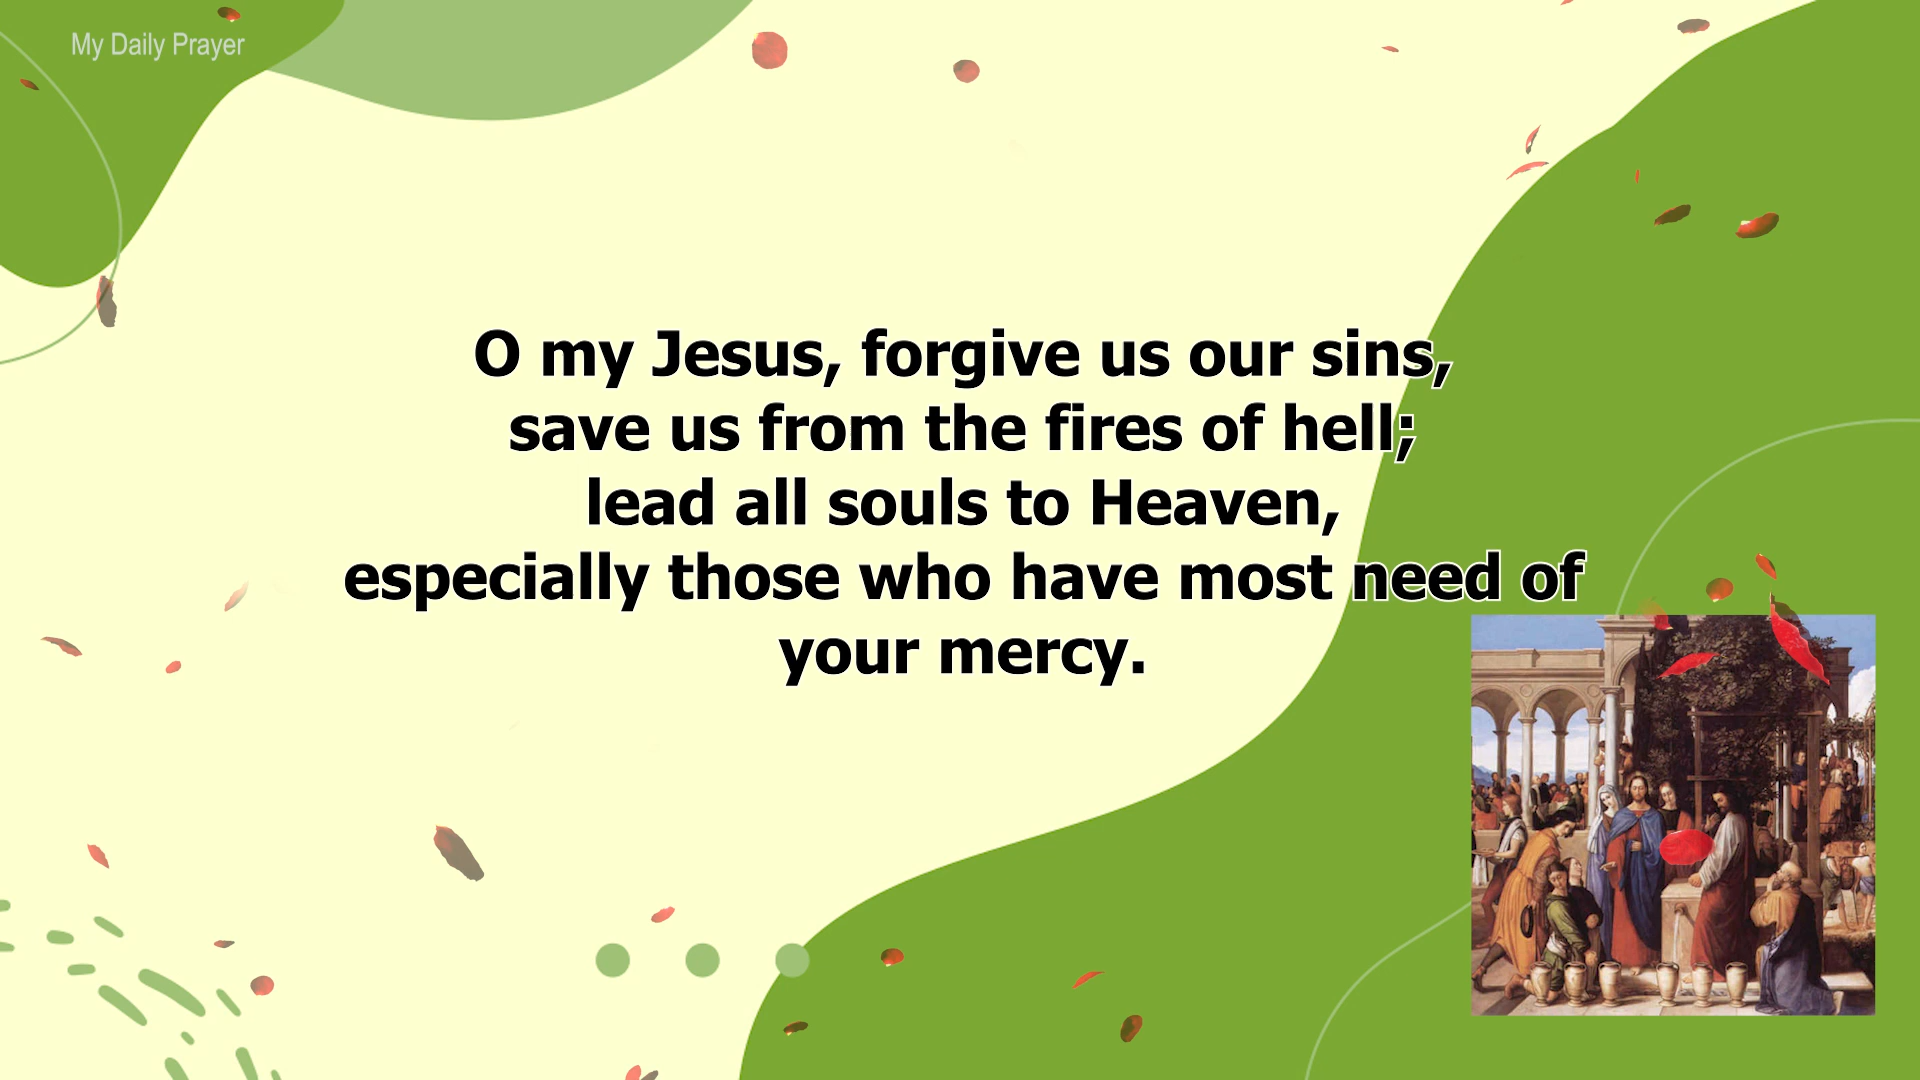 My Daily Prayer
O my Jesus, forgive us our sins,
save us from the fires of hell;
lead all souls to Heaven,
especially those who have most need of
your mercy.